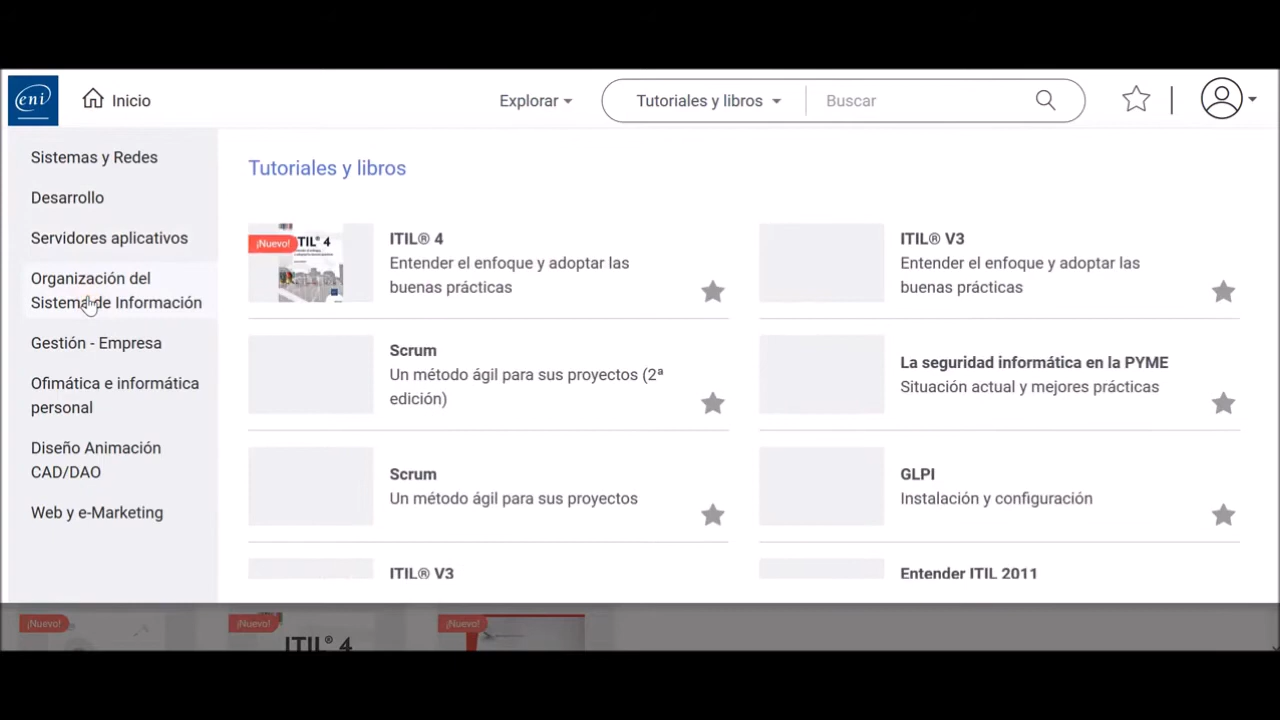 eni
Inicio
Explorar
Tutoriales y libros
Buscar
Sistemas y Redes
Desarrollo
Servidores aplicativos
Organización del
Sistema de Información
Gestión - Empresa
Ofimática e informática
personal
Diseño Animación
CAD/DAO
Web y e-Marketing
Tutoriales y libros
¡Nuevo!
ITIL® 4
ITIL® 4
Entender el enfoque y adoptar las
buenas prácticas
ITIL® V3
Entender el enfoque y adoptar las
buenas prácticas
Scrum
Un método ágil para sus proyectos (2ª
edición)
La seguridad informática en la PYME
Situación actual y mejores prácticas
Scrum
Un método ágil para sus proyectos
GLPI
Instalación y configuración
ITIL® V3
Entender ITIL 2011
¡Nuevo!
¡Nuevo!
ITIL® 4
¡Nuevo!